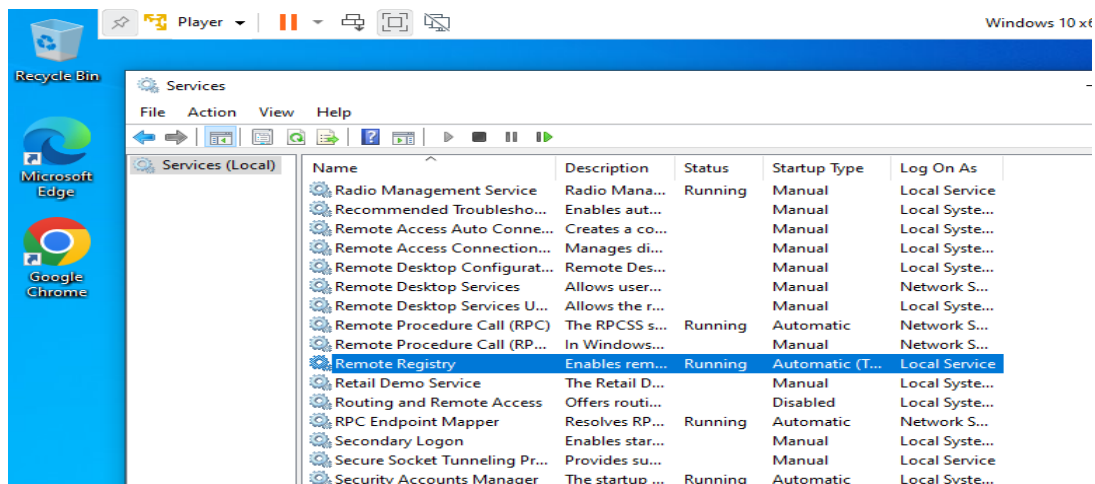 Player
Windows 10 x6
Recycle Bin
Microsoft
Edge
Google
Chrome
Services
File Action View Help
Services (Local)
Name Description Status Startup Type Log On As
Radio Management Service Radio Mana... Running Manual Local Service
Recommended Troublesho... Enables aut... Manual Local Syste...
Remote Access Auto Conne... Creates a co... Manual Local Syste...
Remote Access Connection... Manages di... Manual Local Syste...
Remote Desktop Configurat... Remote Des... Manual Local Syste...
Remote Desktop Services Allows user... Manual Network S...
Remote Desktop Services U... Allows the r... Manual Local Syste...
Remote Procedure Call (RPC) The RPCSS s... Running Automatic Network S...
Remote Procedure Call (RP... In Windows... Manual Network S...
Remote Registry Enables rem... Running Automatic (T... Local Service
Retail Demo Service The Retail D... Manual Local Syste...
Routing and Remote Access Offers routi... Disabled Local Syste...
RPC Endpoint Mapper Resolves RP... Running Automatic Network S...
Secondary Logon Enables star... Manual Local Syste...
Secure Socket Tunneling Pr... Provides su... Manual Local Service
Security Accounts Manager The startup ... Running Automatic Local Syste...